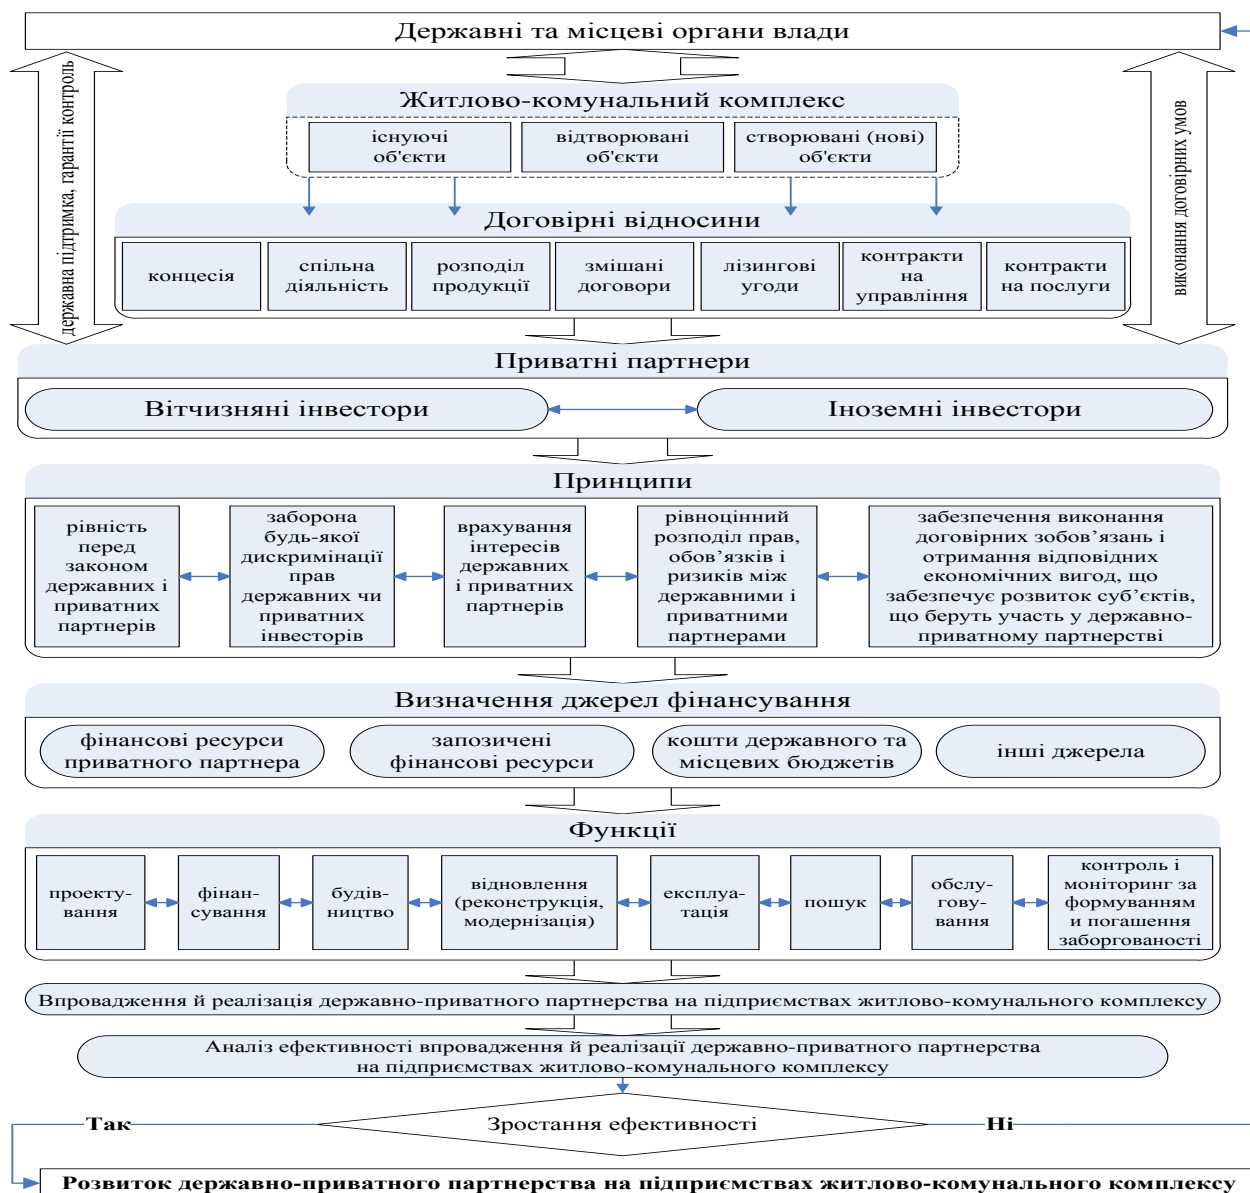 Державні та місцеві органи влади
державна підтримка, гарантії контроль
виконання договірних умов
Житлово-комунальний комплекс
існуючі
об'єкти
відтворювані
об'єкти
створювані (нові)
об'єкти
Договірні відносини
концесія
спільна
діяльність
розподіл
продукції
змішані
договори
лізингові
угоди
контракти
на
управління
контракти
на послуги
Приватні партнери
Вітчизняні інвестори
Іноземні інвестори
Принципи
рівність
перед
законом
державних і
приватних
партнерів
заборона
будь-якої
дискримінації
прав
державних чи
приватних
інвесторів
врахування
інтересів
державних
і приватних
партнерів
рівноцінний
розподіл прав,
обов’язків і
ризиків між
державними і
приватними
партнерами
забезпечення виконання
договірних зобов’язань і
отримання відповідних
економічних вигод, що
забезпечує розвиток суб’єктів,
що беруть участь у державно-
приватному партнерстві
Визначення джерел фінансування
фінансові ресурси
приватного партнера
запозичені
фінансові ресурси
кошти державного та
місцевих бюджетів
інші джерела
Функції
проекту-
вання
фінан-
сування
будів-
ництво
відновлення
(реконструкція,
модернізація)
експлуа-
тація
пошук
обслу-
гову-
вання
контроль і
моніторинг за
формуванням
и погашення
заборгованості
Впровадження й реалізація державно-приватного партнерства на підприємствах житлово-комунального комплексу
Аналіз ефективності впровадження й реалізації державно-приватного партнерства
на підприємствах житлово-комунального комплексу
Так
Зростання ефективності
Ні
Розвиток державно-приватного партнерства на підприємствах житлово-комунального комплексу